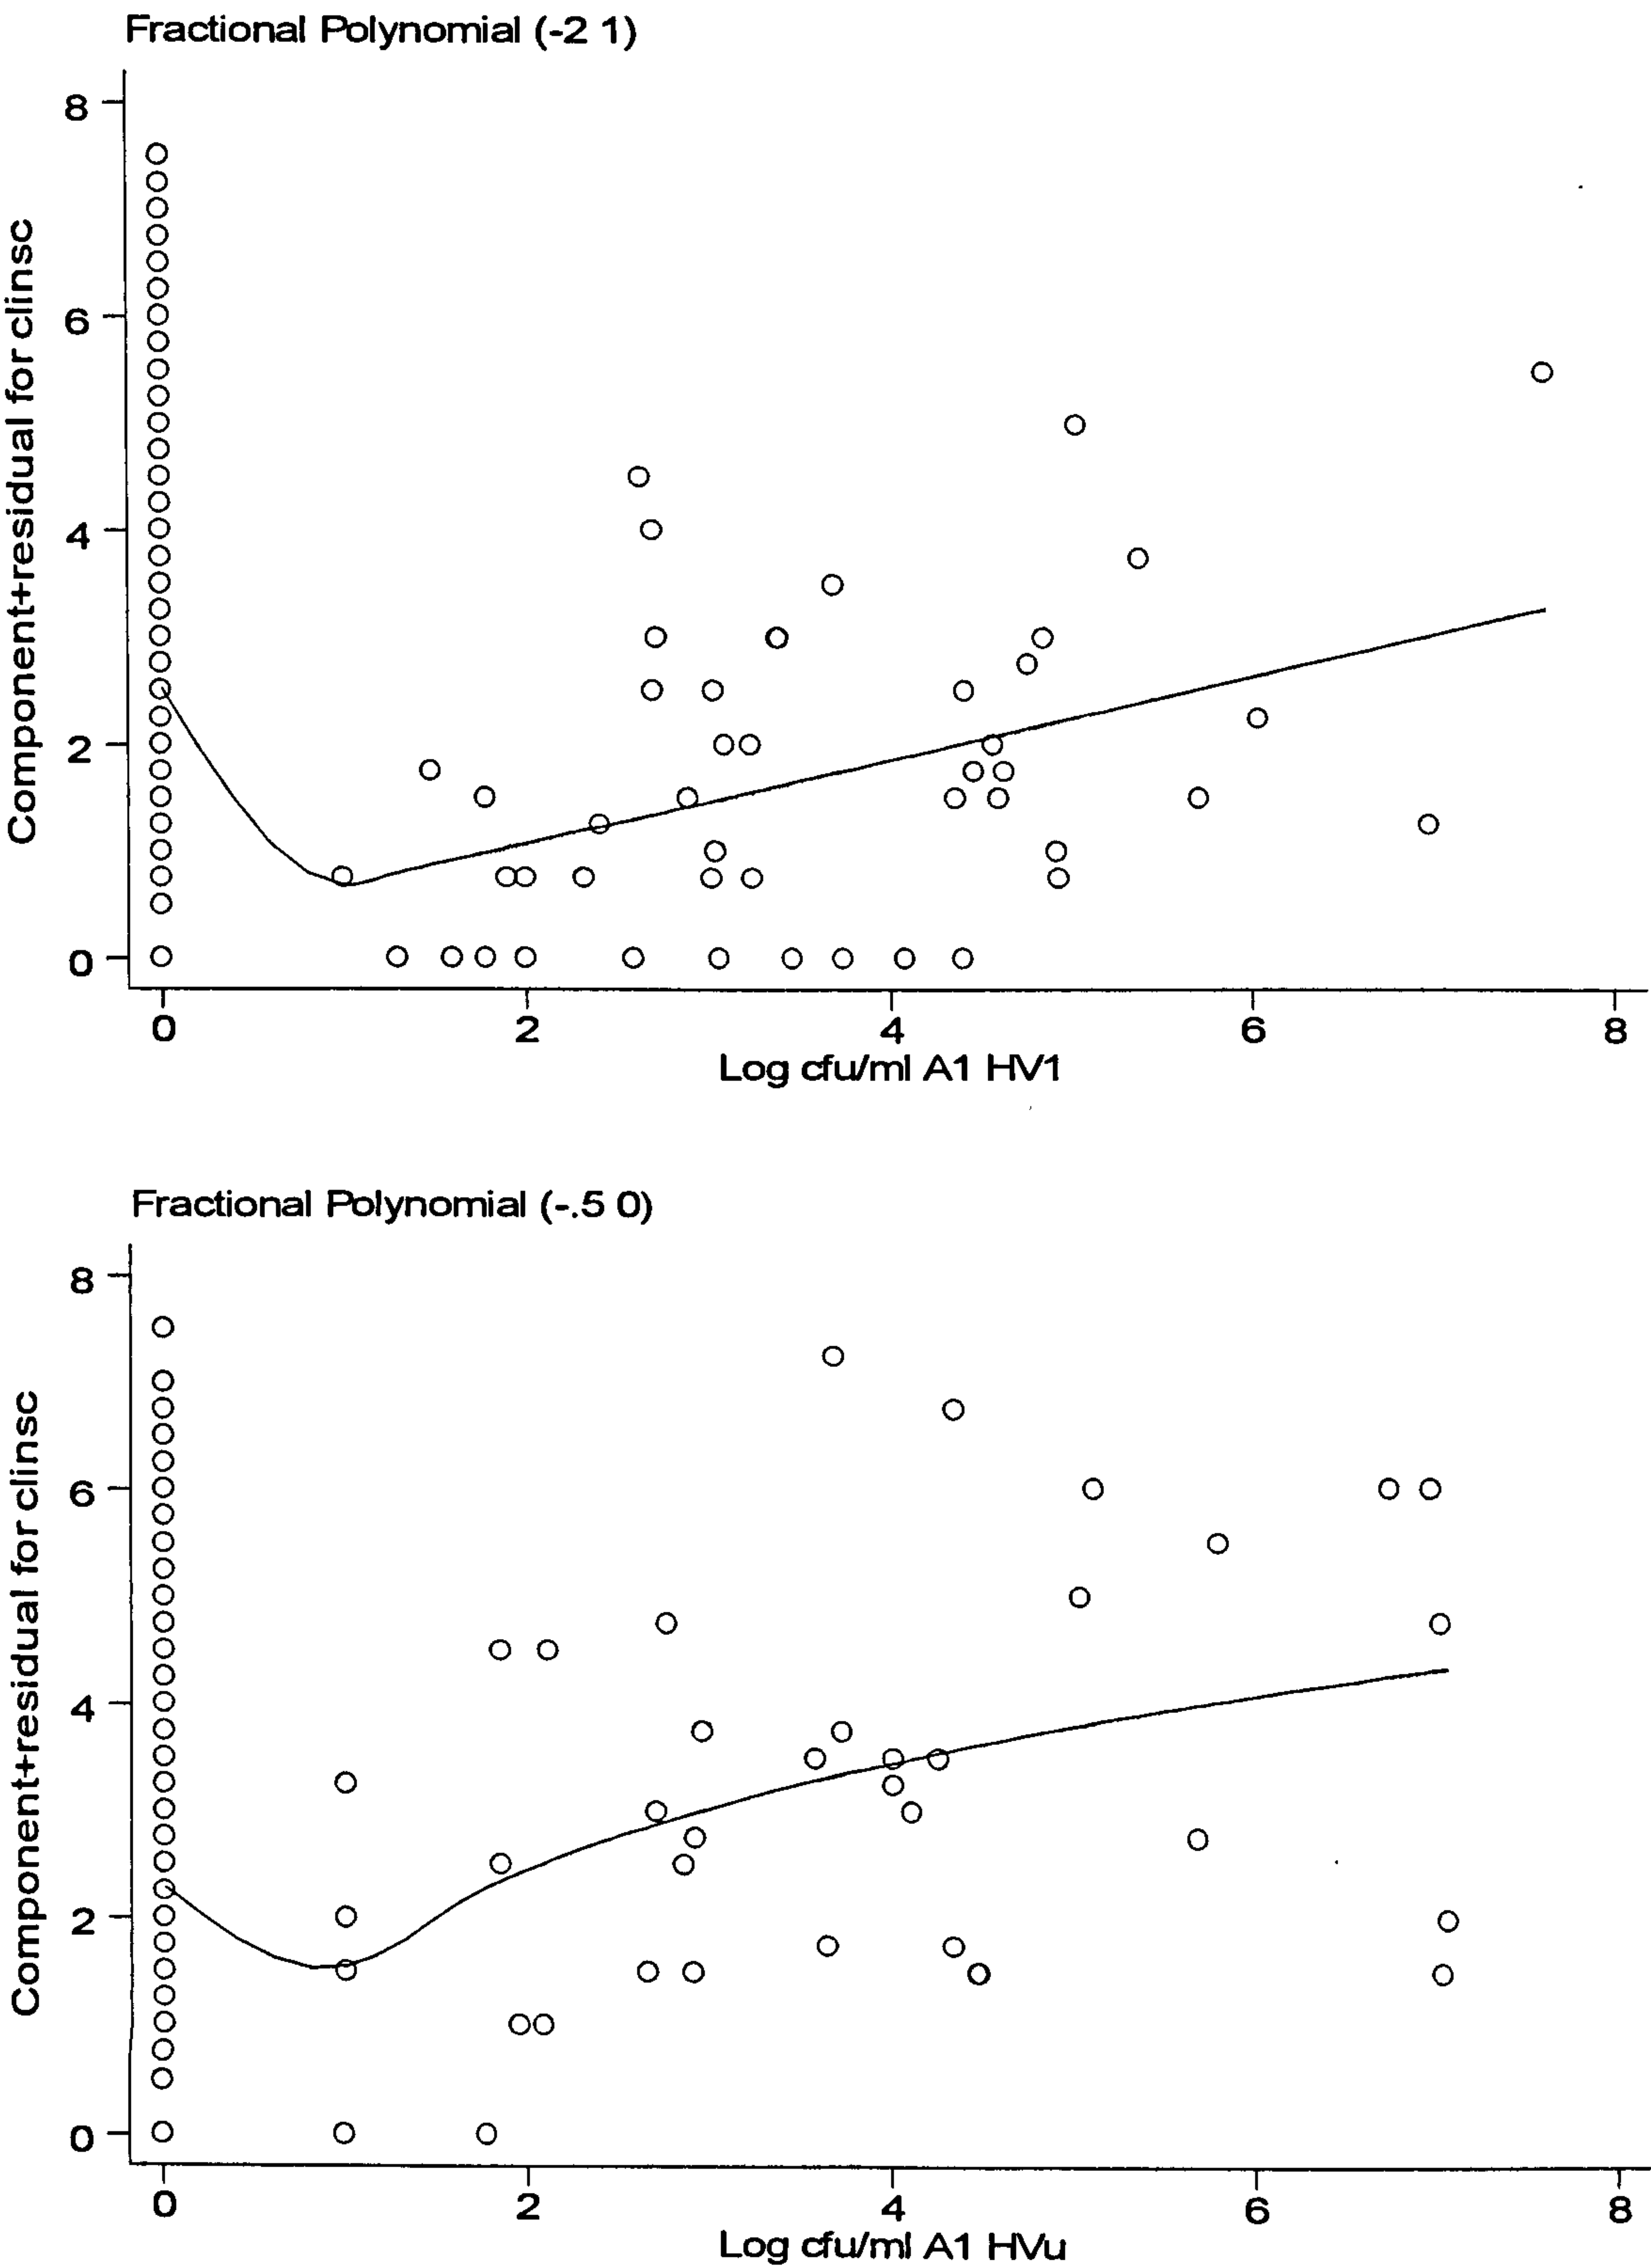 Fractional Polynomial (-2 1)
8
6
4
2
0
Component+residual for clinsc
0 2 4 6 8
Log cfu/ml A1 HV1
Fractional Polynomial (-.5 0)
8
6
4
2
0
Component+residual for clinsc
0 2 4 6 8
Log cfu/ml A1 HVu